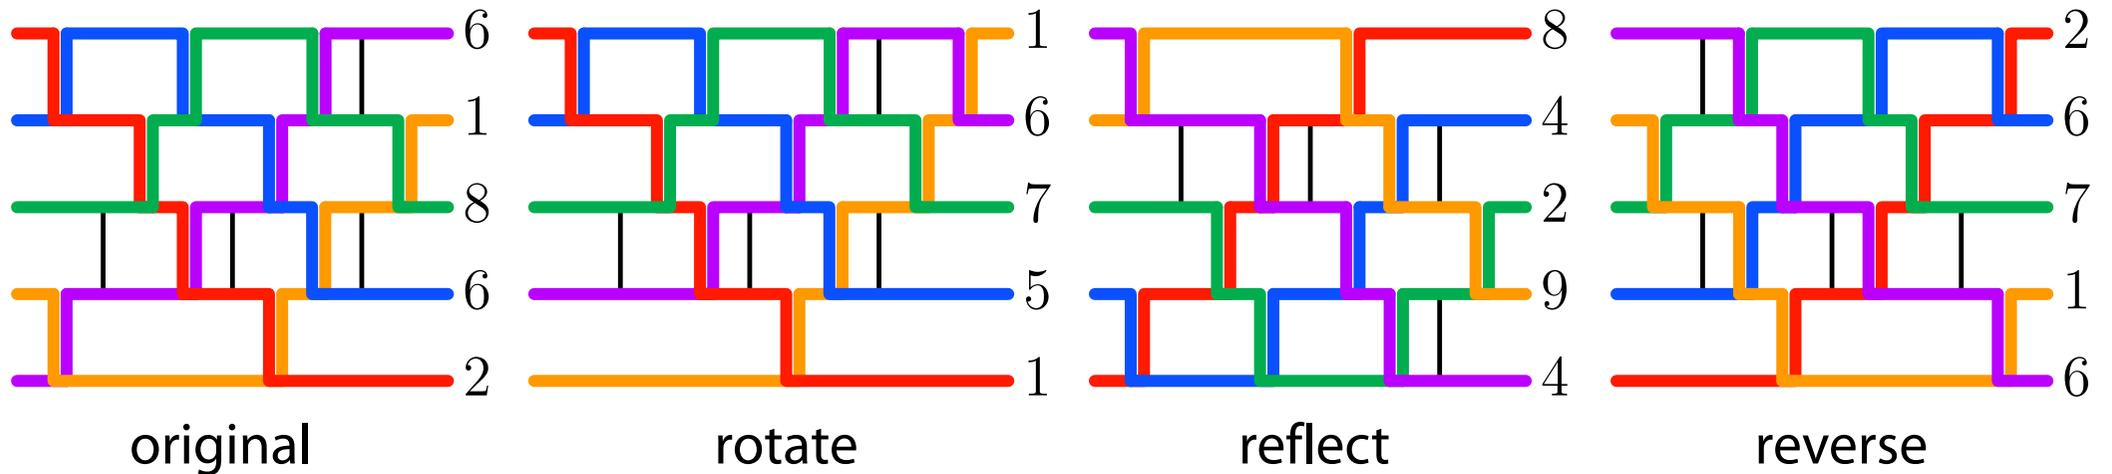 6 1 8 2
1 6 4 6
8 7 2 7
6 5 9 1
2 1 4 6
original rotate reflect reverse